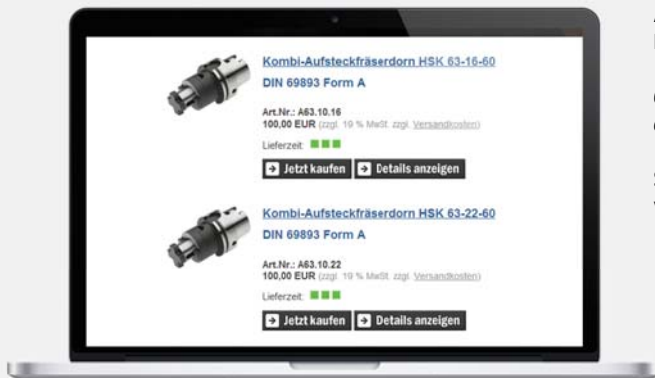 Kombi-Aufsteckfräserdorn HSK 63-16-60
DIN 69893 Form A
Art.Nr.: A63.10.16
100,00 EUR (zzgl. 19 % MwSt. zzgl. Versandkosten)
Lieferzeit:
Jetzt kaufen Details anzeigen
Kombi-Aufsteckfräserdorn HSK 63-22-60
DIN 69893 Form A
Art.Nr.: A63.10.22
100,00 EUR (zzgl. 19 % MwSt. zzgl. Versandkosten)
Lieferzeit:
Jetzt kaufen Details anzeigen